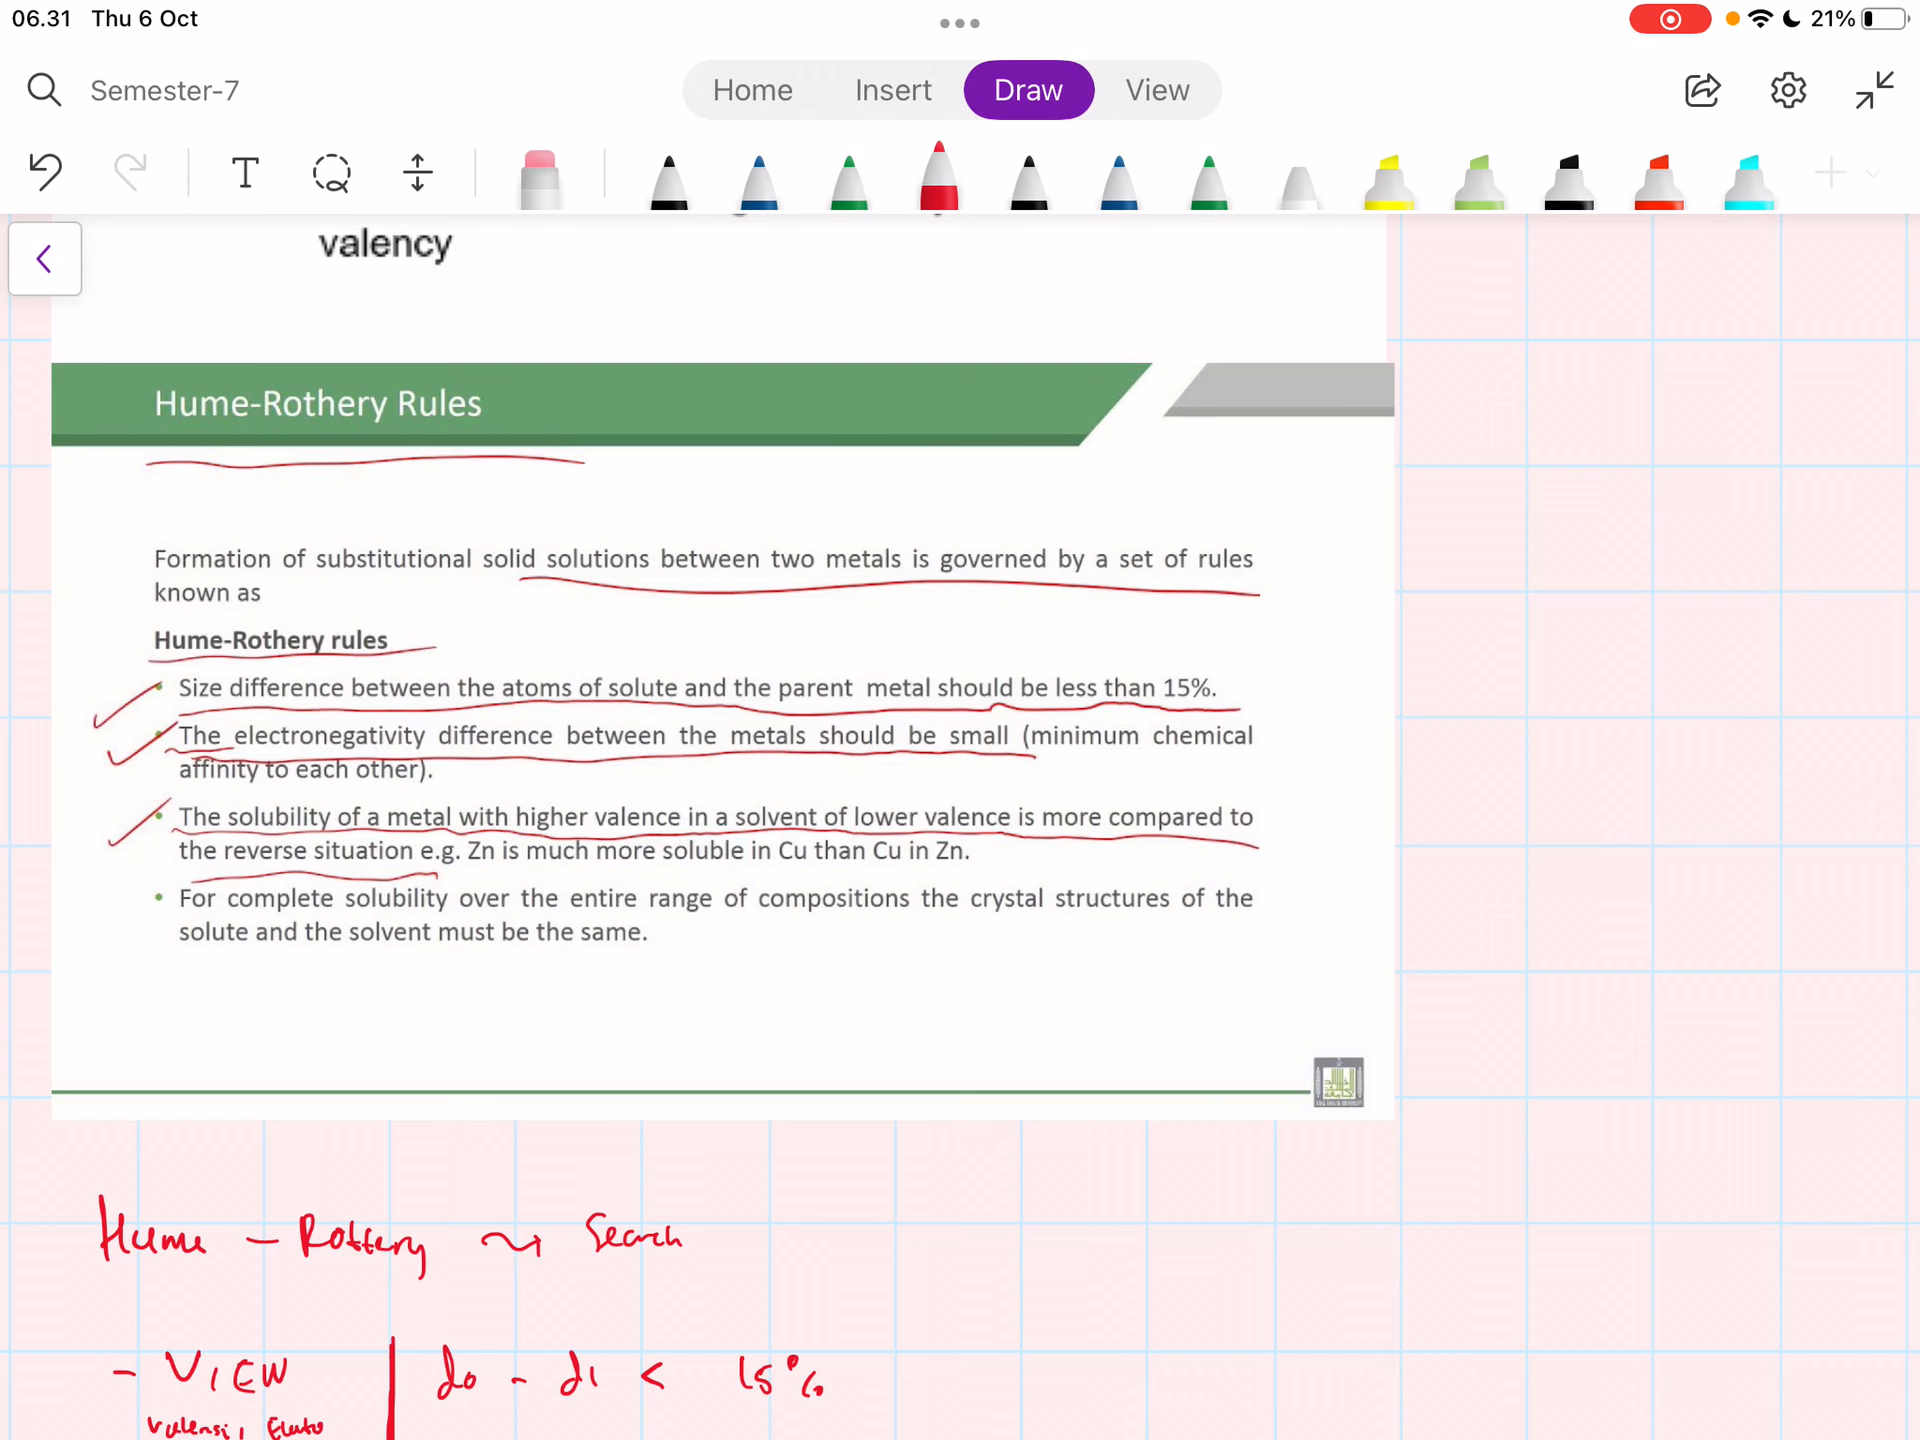 06.31 Thu 6 Oct
21%
Semester-7
Home Insert Draw View
T
valency
Hume-Rothery Rules
Formation of substitutional solid solutions between two metals is governed by a set of rules
known as
Hume-Rothery rules
• Size difference between the atoms of solute and the parent metal should be less than 15%.
• The electronegativity difference between the metals should be small (minimum chemical
affinity to each other).
• The solubility of a metal with higher valence in a solvent of lower valence is more compared to
the reverse situation e.g. Zn is much more soluble in Cu than Cu in Zn.
• For complete solubility over the entire range of compositions the crystal structures of the
solute and the solvent must be the same.
Hume - Rottery ⤳ Search
- VIEW
do - d1 < 15%
Valensi,